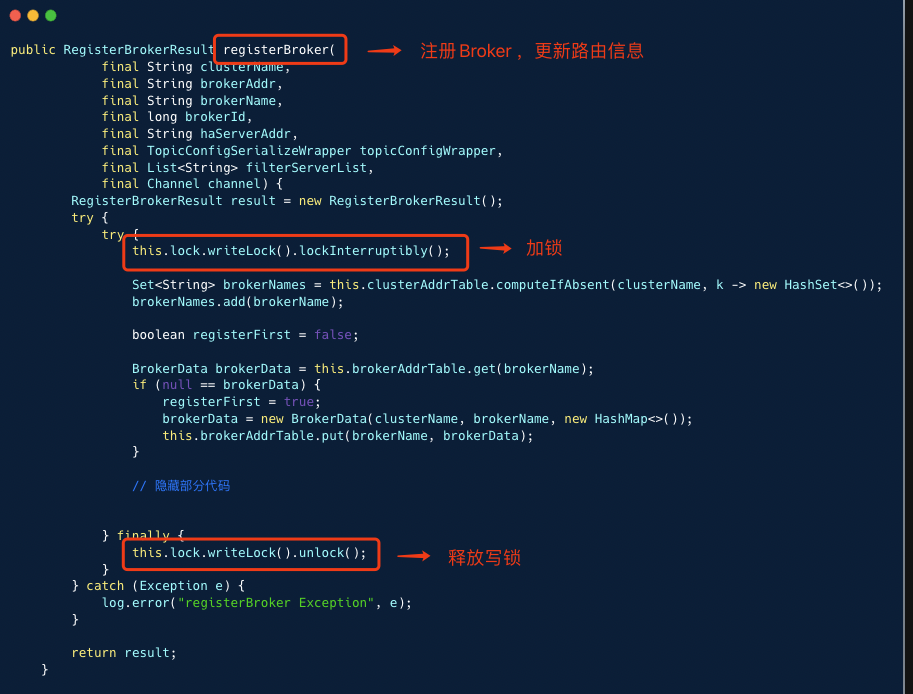 public RegisterBrokerResult registerBroker( 注册 Broker ，更新路由信息
final String clusterName,
final String brokerAddr,
final String brokerName,
final long brokerId,
final String haServerAddr,
final TopicConfigSerializeWrapper topicConfigWrapper,
final List<String> filterServerList,
final Channel channel) {
RegisterBrokerResult result = new RegisterBrokerResult();
try {
try {
this.lock.writeLock().lockInterruptibly(); 加锁
Set<String> brokerNames = this.clusterAddrTable.computeIfAbsent(clusterName, k -> new HashSet<>());
brokerNames.add(brokerName);
boolean registerFirst = false;
BrokerData brokerData = this.brokerAddrTable.get(brokerName);
if (null == brokerData) {
registerFirst = true;
brokerData = new BrokerData(clusterName, brokerName, new HashMap<>());
this.brokerAddrTable.put(brokerName, brokerData);
}
// 隐藏部分代码
} finally {
this.lock.writeLock().unlock(); 释放写锁
}
} catch (Exception e) {
log.error("registerBroker Exception", e);
}
return result;
}